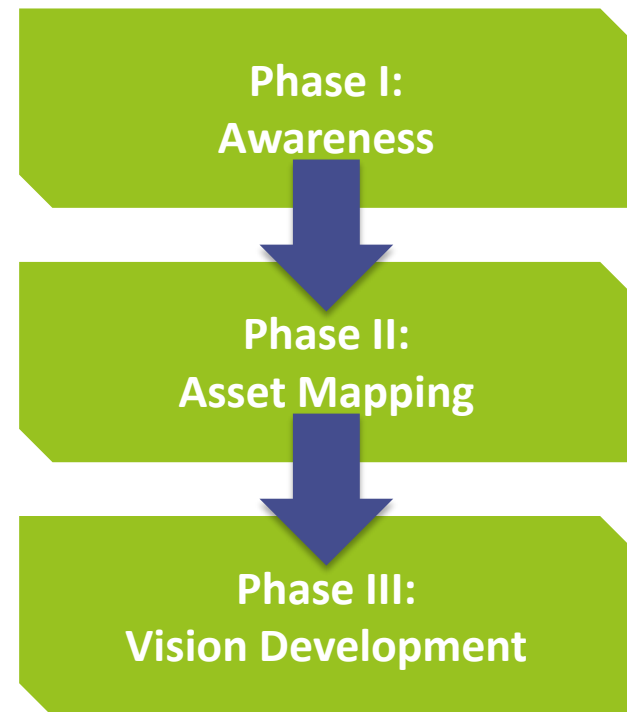 Phase I:
Awareness
Phase II:
Asset Mapping
Phase III:
Vision Development